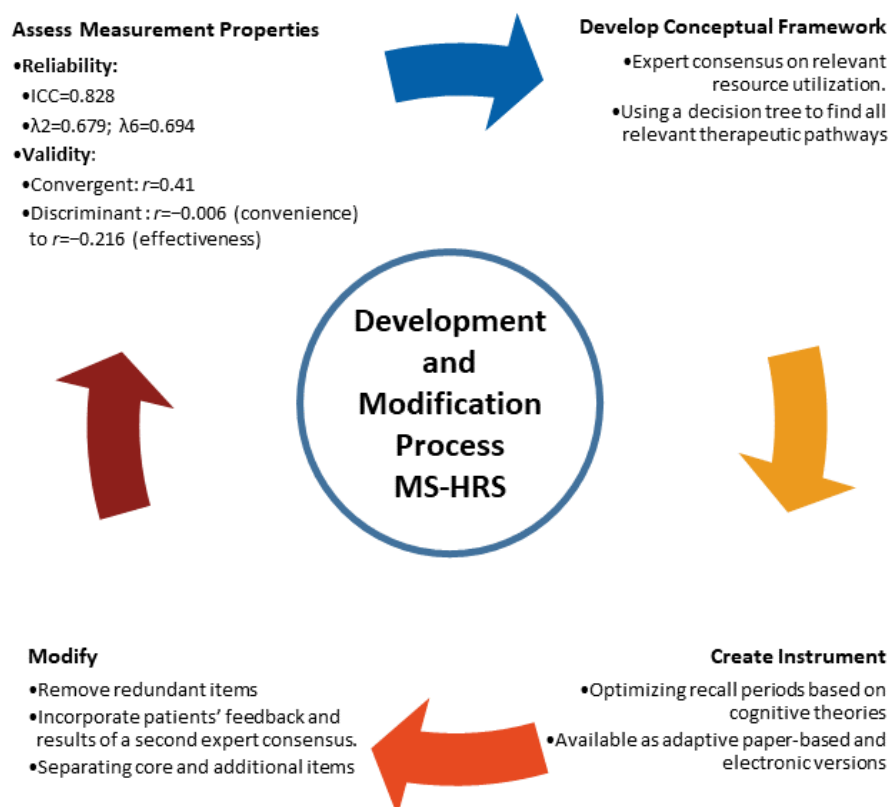 Assess Measurement Properties
•Reliability:
•ICC=0.828
•λ2=0.679; λ6=0.694
•Validity:
•Convergent: r=0.41
•Discriminant : r=−0.006 (convenience)
to r=−0.216 (effectiveness)
Develop Conceptual Framework
•Expert consensus on relevant
resource utilization.
•Using a decision tree to find all
relevant therapeutic pathways
Development
and
Modification
Process
MS-HRS
Modify
•Remove redundant items
•Incorporate patients’ feedback and
results of a second expert consensus.
•Separating core and additional items
Create Instrument
•Optimizing recall periods based on
cognitive theories
•Available as adaptive paper-based and
electronic versions